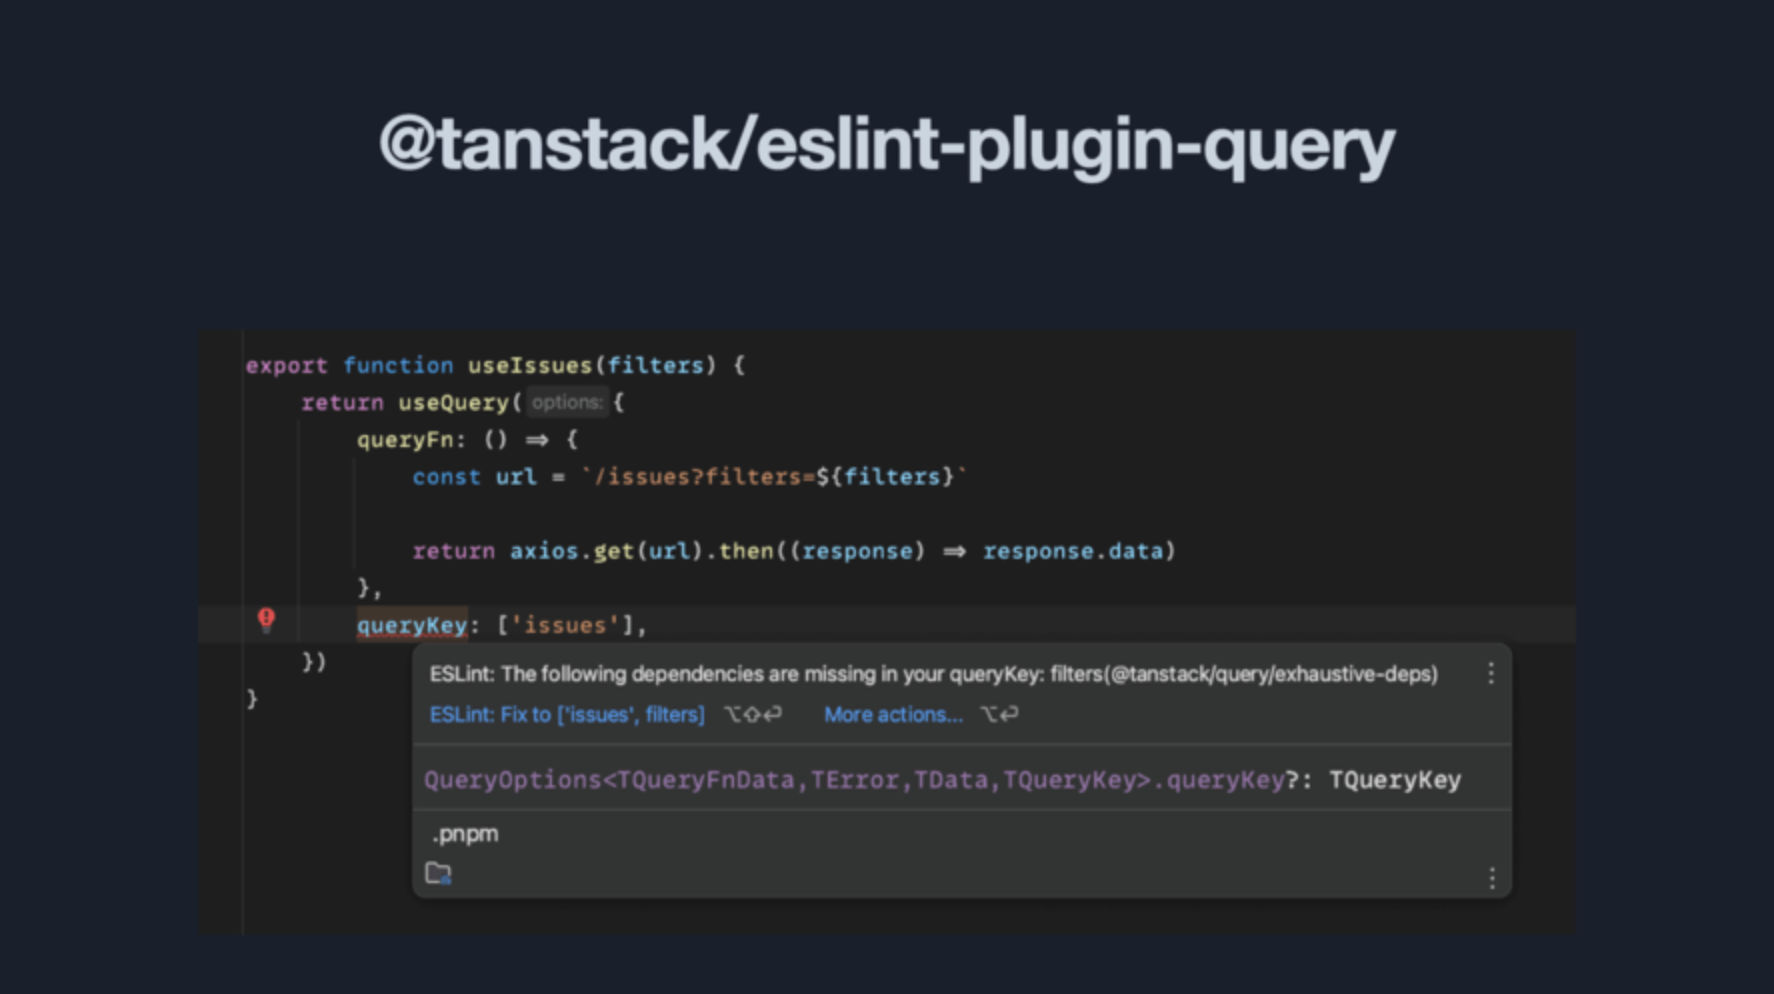 @tanstack/eslint-plugin-query
export function useIssues(filters) {
return useQuery( options: {
queryFn: () ⇒ {
const url = `/issues?filters=${filters}`
return axios.get(url).then((response) ⇒ response.data)
},
queryKey: ['issues'],
})
}
ESLint: The following dependencies are missing in your queryKey: filters(@tanstack/query/exhaustive-deps)
ESLint: Fix to ['issues', filters] ⌥⇧⏎ More actions... ⌥⏎
QueryOptions<TQueryFnData,TError,TData,TQueryKey>.queryKey?: TQueryKey
.pnpm